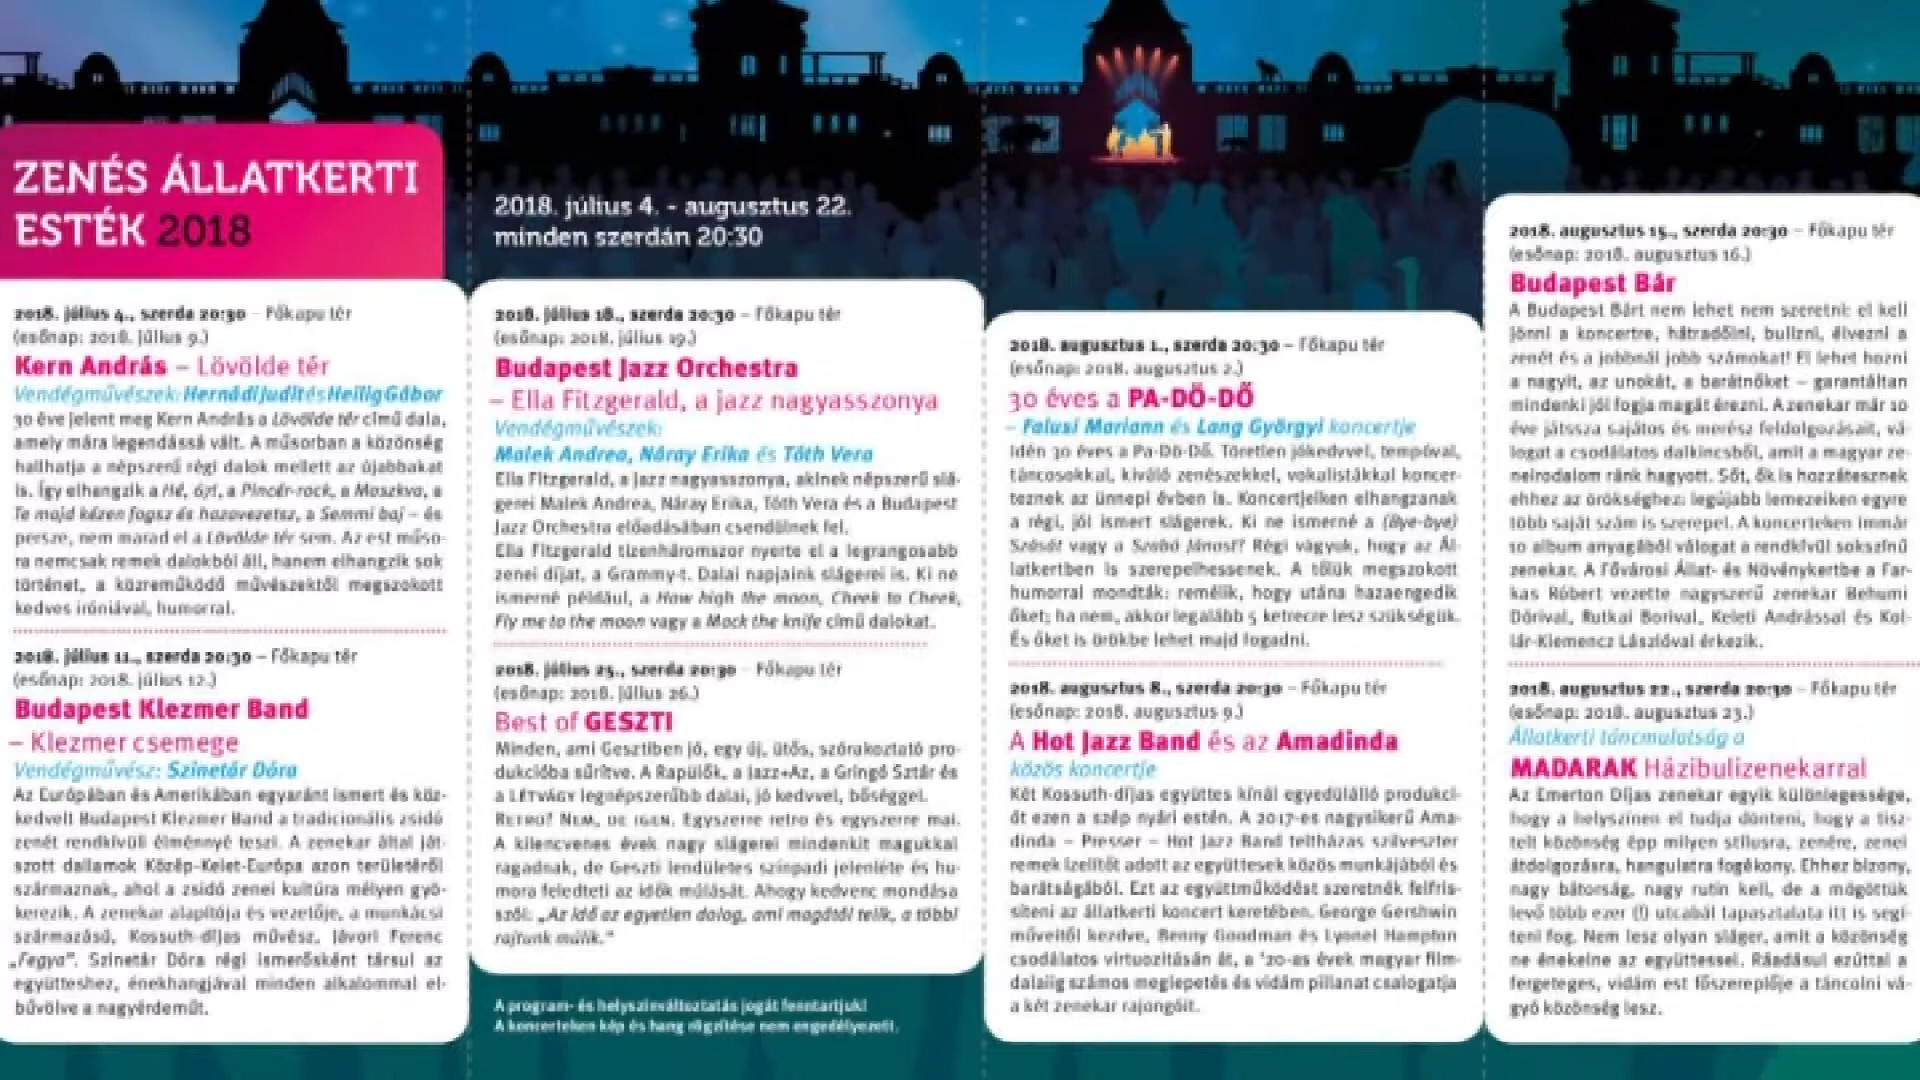 ZENÉS ÁLLATKERTI
ESTÉK 2018
2018. július 4., szerda 20:30 – Főkapu tér
(esőnap: 2018. július 9.)
Kern András – Lövölde tér
Vendégművészek: Hernádi Judit és Heilig Gábor
30 éve jelent meg Kern András a Lövölde tér című dala,
amely mára legendássá vált. A műsorban a közönség
hallhatja a népszerű régi dalok mellett az újabbakat
is. Így elhangzik a Hé, öji, a Pincér-rock, a Moszkva, a
Te majd kézen fogsz és hazavezetsz, a Semmi baj – és
persze, nem marad el a Lövölde tér sem. Az est műso-
ra nemcsak remek dalokból áll, hanem elhangzik sok
történet, a közreműködő művészektől megszokott
kedves iróniával, humorral.
2018. július 11., szerda 20:30 – Főkapu tér
(esőnap: 2018. július 12.)
Budapest Klezmer Band
– Klezmer csemege
Vendégművész: Szinetár Dóra
Az Európában és Amerikában egyaránt ismert és köz-
kedvelt Budapest Klezmer Band a tradicionális zsidó
zenét rendkívüli élménnyé teszi. A zenekar által ját-
szott dallamok Közép-Kelet-Európa azon területéről
származnak, ahol a zsidó zenei kultúra mélyen gyö-
kerezik. A zenekar alapítója és vezetője, a munkácsi
származású, Kossuth-díjas művész, Jávori Ferenc
„Fegya”. Szinetár Dóra régi ismerősként társul az
együtteshez, énekhangjával minden alkalommal el-
bűvölve a nagyérdeműt.
2018. július 4. - augusztus 22.
minden szerdán 20:30
2018. július 18., szerda 20:30 – Főkapu tér
(esőnap: 2018. július 19.)
Budapest Jazz Orchestra
– Ella Fitzgerald, a jazz nagyasszonya
Vendégművészek:
Malek Andrea, Náray Erika és Tóth Vera
Ella Fitzgerald, a jazz nagyasszonya, akinek népszerű slá-
gerei Malek Andrea, Náray Erika, Tóth Vera és a Budapest
Jazz Orchestra előadásában csendülnek fel.
Ella Fitzgerald tizenháromszor nyerte el a legrangosabb
zenei díjat, a Grammy-t. Dalai napjaink slágerei is. Ki ne
ismerné például, a How high the moon, Cheek to Cheek,
Fly me to the moon vagy a Mack the knife című dalokat.
2018. július 25., szerda 20:30 – Főkapu tér
(esőnap: 2018. július 26.)
Best of GESZTI
Minden, ami Gesztiben jó, egy új, ütős, szórakoztató pro-
dukcióba sűrítve. A Rapülők, a Jazz+Az, a Gringó Sztár és
a LÉTVÁGY legnépszerűbb dalai, jó kedvvel, bőséggel.
RETRO? NEM, DE IGEN. Egyszerre retro és egyszerre mai.
A kilencvenes évek nagy slágerei mindenkit magukkal
ragadnak, de Geszti lendületes színpadi jelenléte és hu-
mora feledteti az idők múlását. Ahogy kedvenc mondása
szól: „Az idő az egyetlen dolog, ami magától telik, a többi
rajtunk múlik.”
A program- és helyszínváltoztatás jogát fenntartjuk!
A koncerteken kép és hang rögzítése nem engedélyezett.
2018. augusztus 1., szerda 20:30 – Főkapu tér
(esőnap: 2018. augusztus 2.)
30 éves a PA-DÖ-DŐ
– Falusi Mariann és Lang Györgyi koncertje
Idén 30 éves a Pa-Dö-Dő. Töretlen jókedvvel, tempóval,
táncosokkal, kiváló zenészekkel, vokalistákkal koncer-
teznek az ünnepi évben is. Koncertjeiken elhangzanak
a régi, jól ismert slágerek. Ki ne ismerné a (Bye-bye)
Szását vagy a Szabó Jánost? Régi vágyuk, hogy az Ál-
latkertben is szerepelhessenek. A tőlük megszokott
humorral mondták: remélik, hogy utána hazaengedik
őket; ha nem, akkor legalább 5 ketrecre lesz szükségük.
És őket is örökbe lehet majd fogadni.
2018. augusztus 8., szerda 20:30 – Főkapu tér
(esőnap: 2018. augusztus 9.)
A Hot Jazz Band és az Amadinda
közös koncertje
Két Kossuth-díjas együttes kínál egyedülálló produkci-
ót ezen a szép nyári estén. A 2017-es nagysikerű Ama-
dinda – Presser – Hot Jazz Band teltházas szilveszter
remek ízelítőt adott az együttesek közös munkájából és
barátságából. Ezt az együttműködést szeretnék felfris-
síteni az állatkerti koncert keretében. George Gershwin
műveitől kezdve, Benny Goodman és Lyonel Hampton
csodálatos virtuozitásán át, a '20-as évek magyar film-
dalaiig számos meglepetés és vidám pillanat csalogatja
a két zenekar rajongóit.
2018. augusztus 15., szerda 20:30 – Főkapu tér
(esőnap: 2018. augusztus 16.)
Budapest Bár
A Budapest Bárt nem lehet nem szeretni: el kell
jönni a koncertre, hátradőlni, bulizni, élvezni a
zenét és a jobbnál jobb számokat! El lehet hozni
a nagyit, az unokát, a barátnőket – garantáltan
mindenki jól fogja magát érezni. A zenekar már 10
éve játssza sajátos és merész feldolgozásait, vá-
logat a csodálatos dalkincsből, amit a magyar ze-
neirodalom ránk hagyott. Sőt, ők is hozzátesznek
ehhez az örökséghez: legújabb lemezeiken egyre
több saját szám is szerepel. A koncerteken immár
10 album anyagából válogat a rendkívül sokszínű
zenekar. A Fővárosi Állat- és Növénykertbe a Far-
kas Róbert vezette nagyszerű zenekar Behumi
Dórival, Rutkai Borival, Keleti Andrással és Kol-
lár-Klemencz Lászlóval érkezik.
2018. augusztus 22., szerda 20:30 – Főkapu tér
(esőnap: 2018. augusztus 23.)
Állatkerti táncmulatság a
MADARAK Házibulizenekarral
Az Emerton Díjas zenekar egyik különlegessége,
hogy a helyszínen el tudja dönteni, hogy a tisz-
telt közönség épp milyen stílusra, zenére, zenei
átdolgozásra, hangulatra fogékony. Ehhez bizony,
nagy bátorság, nagy rutin kell, de a mögöttük
levő több ezer (!) utcabál tapasztalata itt is segí-
teni fog. Nem lesz olyan sláger, amit a közönség
ne énekelne az együttessel. Ráadásul ezúttal a
fergeteges, vidám est főszereplője a táncolni vá-
gyó közönség lesz.